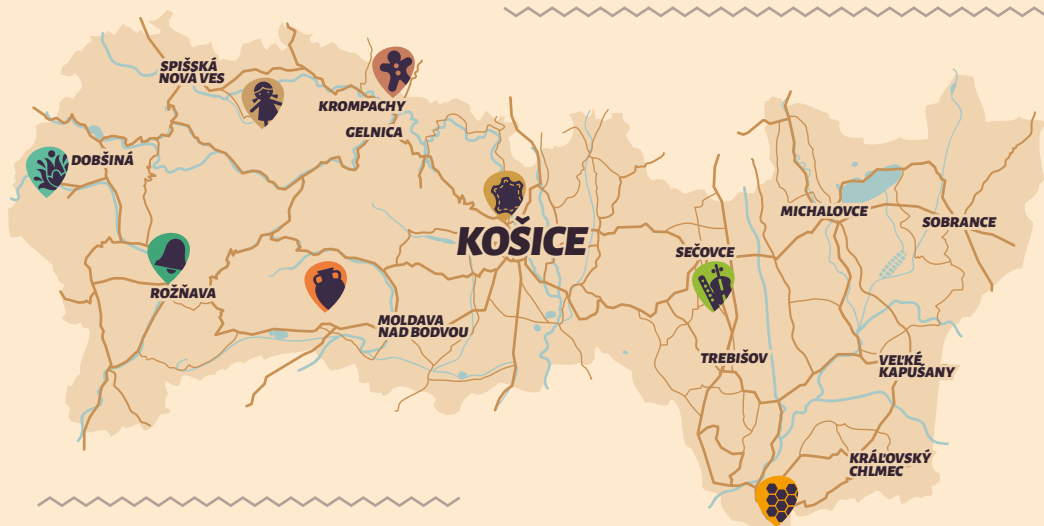 SPIŠSKÁ
NOVÁ VES
KROMPACHY
GELNICA
DOBŠINÁ
KOŠICE
MICHALOVCE
SOBRANCE
SEČOVCE
ROŽŇAVA
MOLDAVA
NAD BODVOU
TREBIŠOV
VEĽKÉ
KAPUŠANY
KRÁĽOVSKÝ
CHLMEC